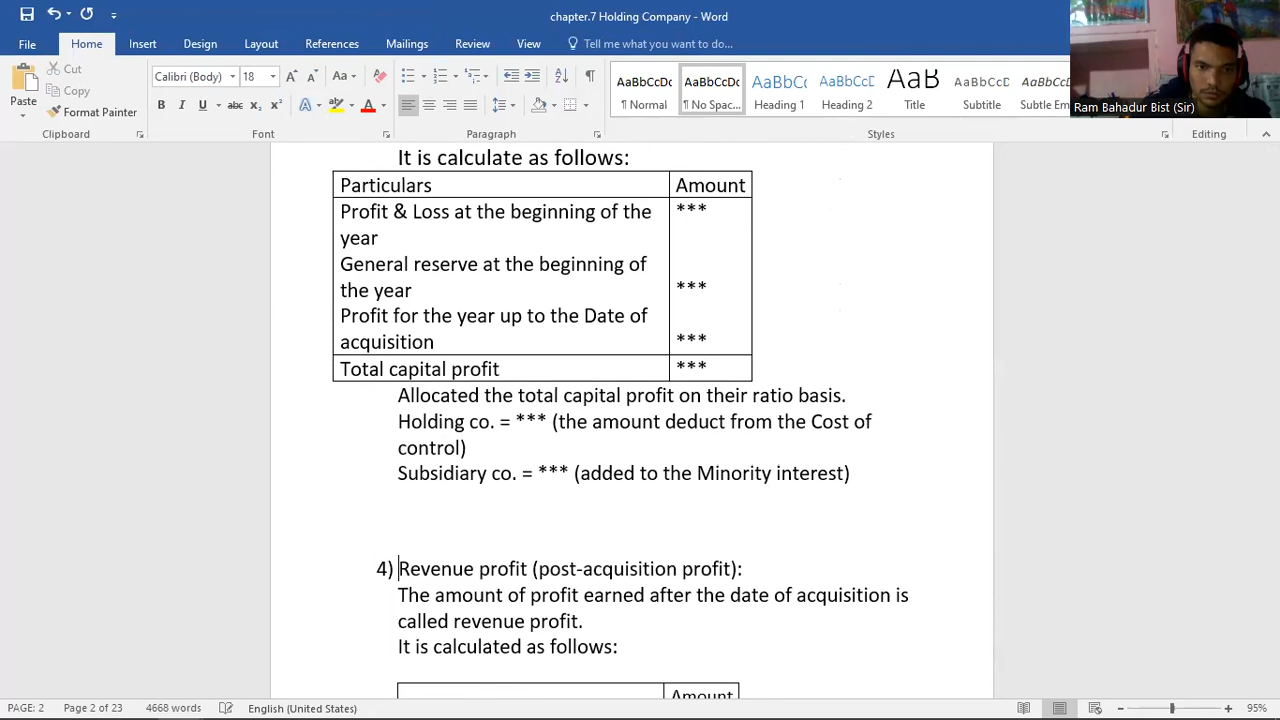 chapter.7 Holding Company - Word
File Home Insert Design Layout References Mailings Review View Tell me what you want to do...
Ram Bahadur Bist (Sir)
Paste
Cut
Copy
Format Painter
Calibri (Body) 18
AaBbCcDc AaBbCcDc AaBbCc AaBbCcC AaB AaBbCcD AaBbCcDc
¶ Normal ¶ No Spac... Heading 1 Heading 2 Title Subtitle Subtle Em
Clipboard Font Paragraph Styles Editing
It is calculate as follows:
Particulars Amount
Profit & Loss at the beginning of the ***
year
General reserve at the beginning of
the year ***
Profit for the year up to the Date of
acquisition ***
Total capital profit ***
Allocated the total capital profit on their ratio basis.
Holding co. = *** (the amount deduct from the Cost of
control)
Subsidiary co. = *** (added to the Minority interest)
4) Revenue profit (post-acquisition profit):
The amount of profit earned after the date of acquisition is
called revenue profit.
It is calculated as follows:
Amount
PAGE: 2 Page 2 of 23 4668 words English (United States) 95%